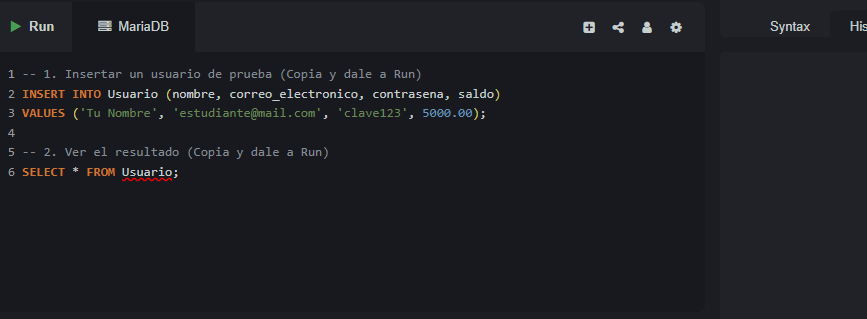 Run MariaDB Syntax His
1 -- 1. Insertar un usuario de prueba (Copia y dale a Run)
2 INSERT INTO Usuario (nombre, correo_electronico, contrasena, saldo)
3 VALUES ('Tu Nombre', 'estudiante@mail.com', 'clave123', 5000.00);
4
5 -- 2. Ver el resultado (Copia y dale a Run)
6 SELECT * FROM Usuario;